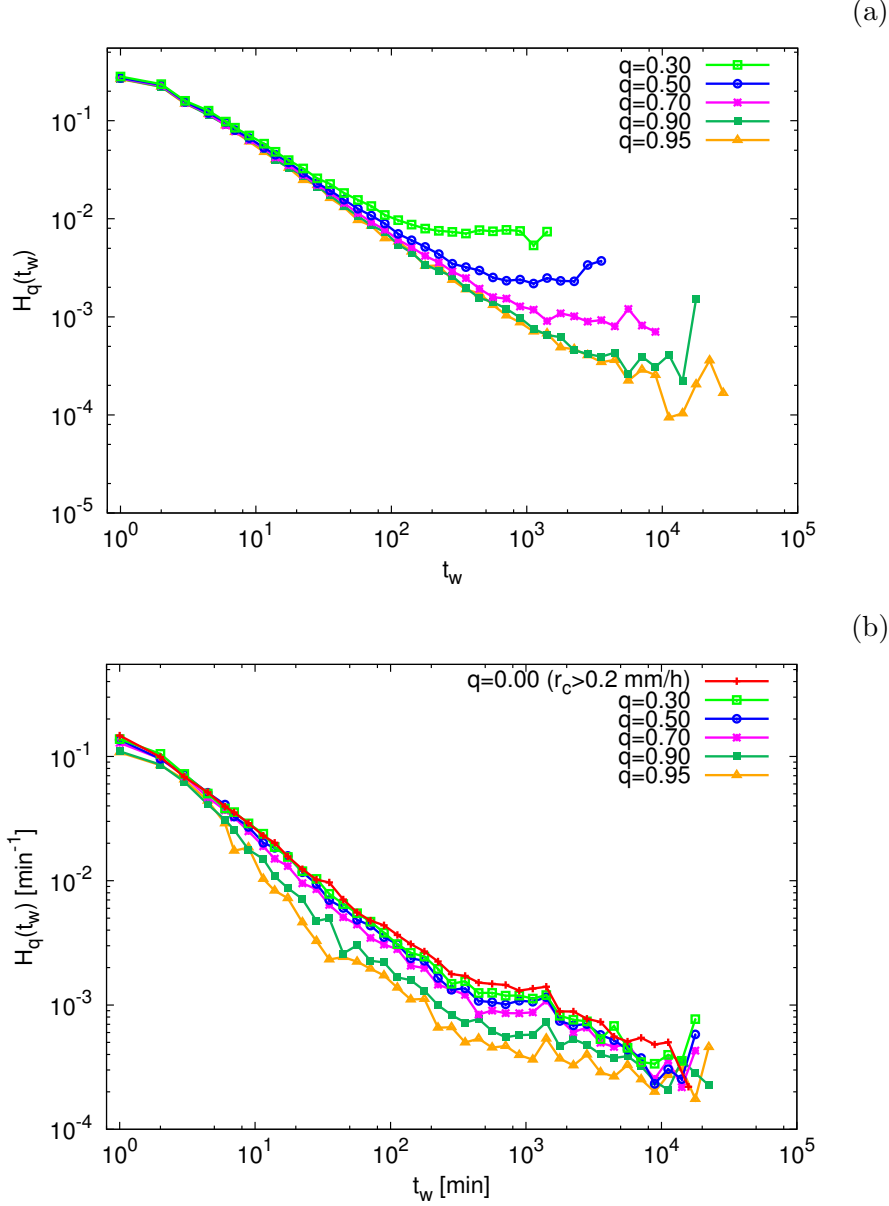 (a)
H_q(t_w)
10^-1
10^-2
10^-3
10^-4
10^-5
q=0.30
q=0.50
q=0.70
q=0.90
q=0.95
10^0 10^1 10^2 10^3 10^4 10^5
t_w
(b)
H_q(t_w) [min^-1]
10^-1
10^-2
10^-3
10^-4
q=0.00 (r_c>0.2 mm/h)
q=0.30
q=0.50
q=0.70
q=0.90
q=0.95
10^0 10^1 10^2 10^3 10^4 10^5
t_w [min]